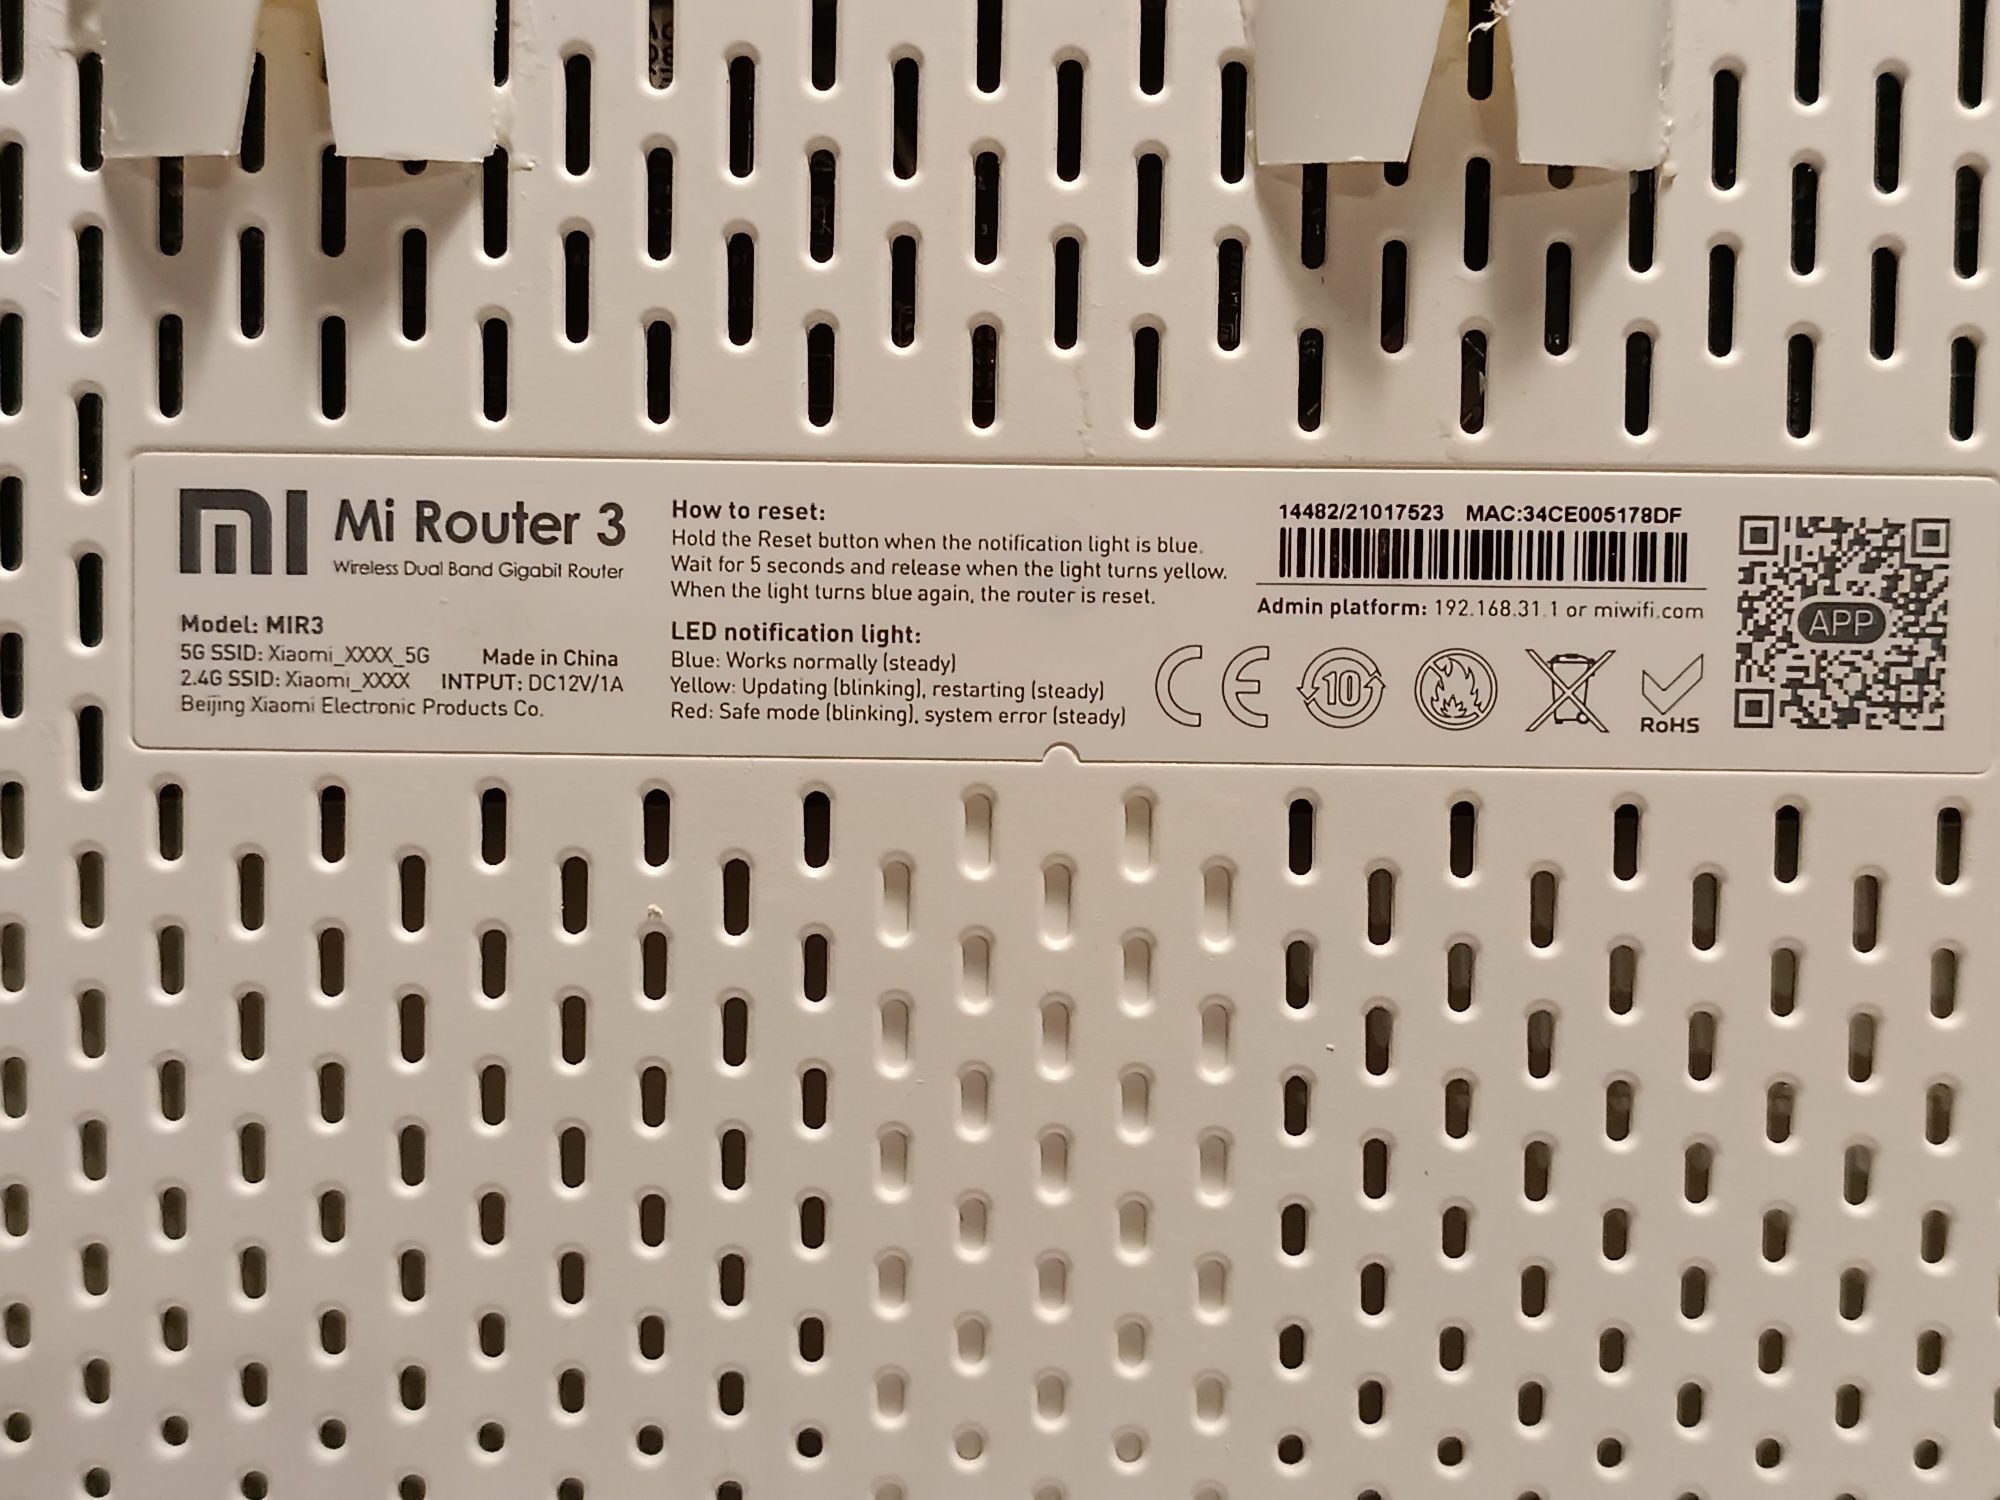 MI Mi Router 3
Wireless Dual Band Gigabit Router
Model: MIR3
5G SSID: Xiaomi_XXXX_5G Made in China
2.4G SSID: Xiaomi_XXXX INTPUT: DC12V/1A
Beijing Xiaomi Electronic Products Co.
How to reset:
Hold the Reset button when the notification light is blue.
Wait for 5 seconds and release when the light turns yellow.
When the light turns blue again, the router is reset.
LED notification light:
Blue: Works normally (steady)
Yellow: Updating (blinking), restarting (steady)
Red: Safe mode (blinking), system error (steady)
14482/21017523 MAC:34CE005178DF
Admin platform: 192.168.31.1 or miwifi.com
CE 10
RoHS
APP